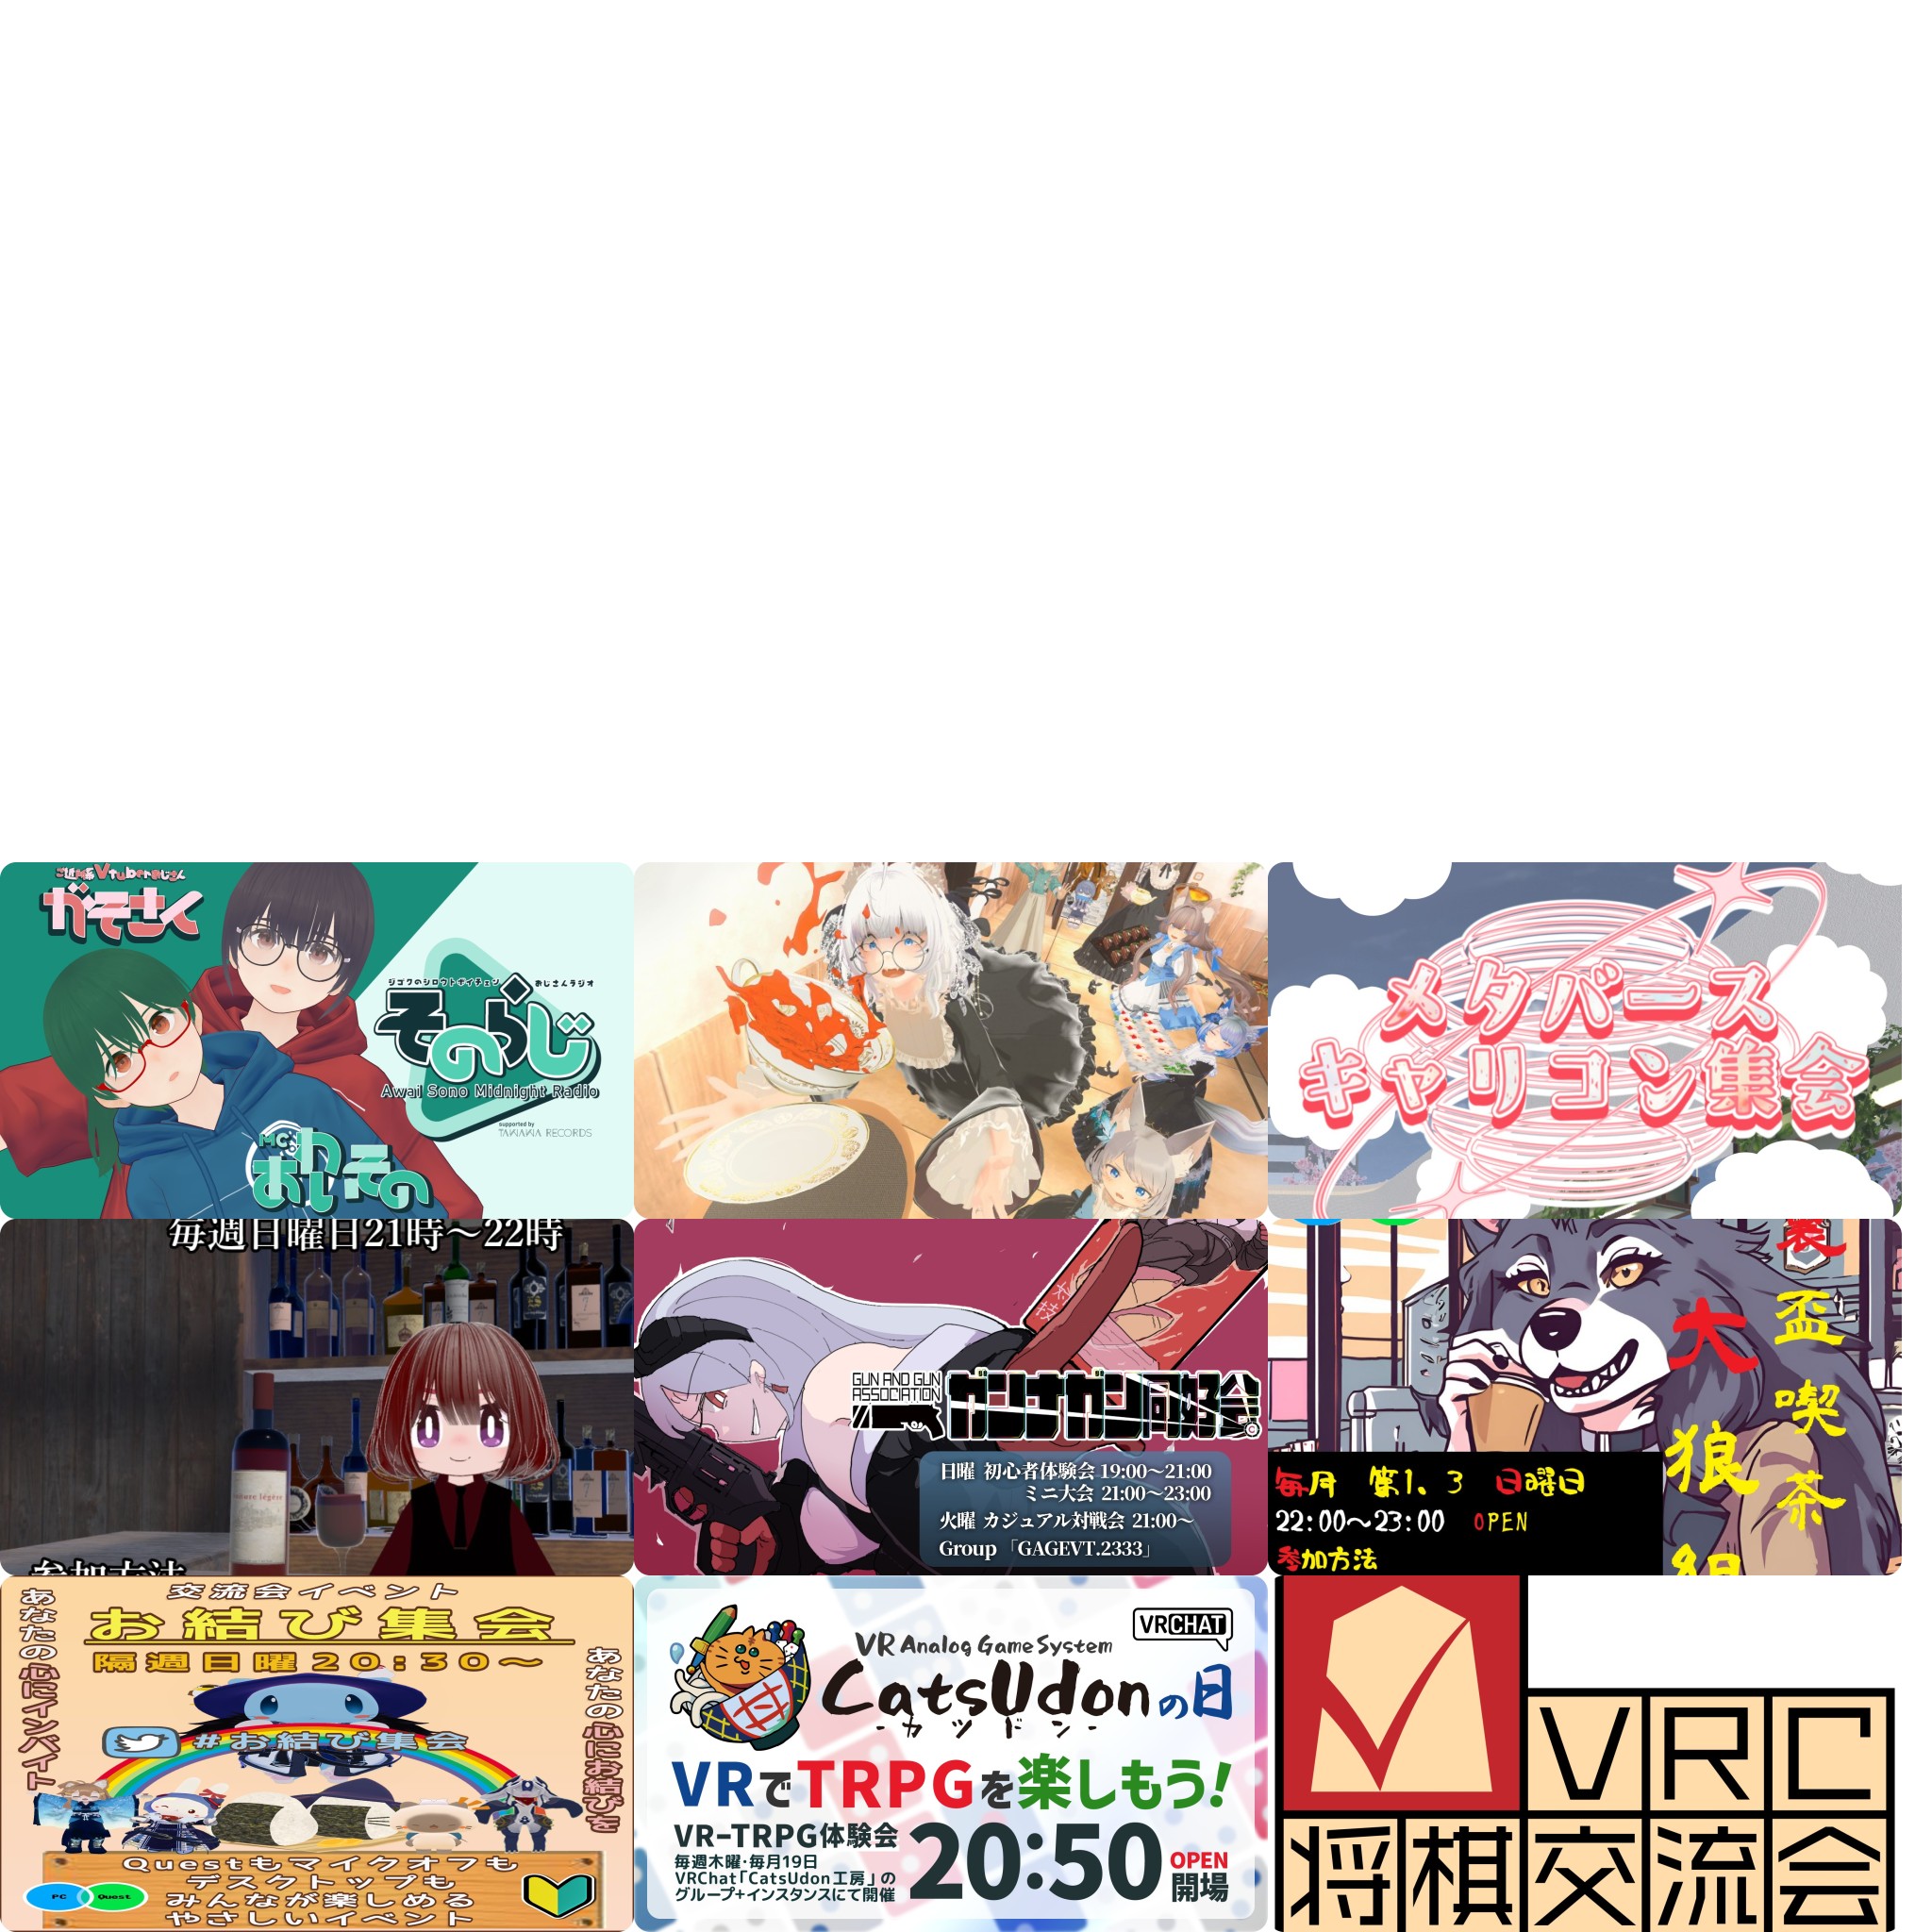 ご近所系Vtuberおじさん
がそさく
ジゴクのシロウトボイチェン おじさんラジオ
そのらじ
Awai Sono Midnight Radio
supported by
TAWAWA RECORDS
MC:
あわいその
メタバース
キャリコン集会
毎週日曜日21時～22時
参加方法
GUN AND GUN
ASSOCIATION
ガンナガン同好会。
日曜 初心者体験会 19:00～21:00
ミニ大会 21:00～23:00
火曜 カジュアル対戦会 21:00～
Group 「GAGEVT.2333」
盃喫茶
大狼組
毎月 第1、3 日曜日
22:00～23:00 OPEN
参加方法
交流会イベント
お結び集会
隔週日曜20:30～
あなたの心にインバイト
あなたの心にお結びを
#お結び集会
Questもマイクオフも
デスクトップも
みんなが楽しめる
やさしいイベント
PC Quest
VRCHAT
VR Analog Game System
CatsUdonの日
-カツドン-
VRでTRPGを楽しもう!
VR-TRPG体験会
毎週木曜・毎月19日
VRChat「CatsUdon工房」の
グループ+インスタンスにて開催
20:50
OPEN
開場
VRC
将棋交流会